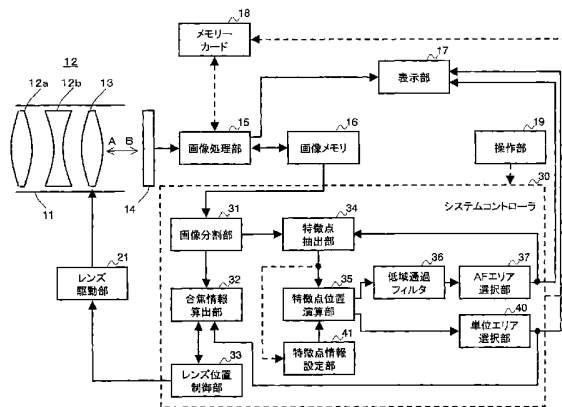 18
メモリー
カード
12
12a
12b
13
17
表示部
A
B
15
画像処理部
16
画像メモリ
19
操作部
11
14
30
システムコントローラ
31
画像分割部
34
特徴点
抽出部
21
レンズ
駆動部
32
合焦情報
算出部
35
特徴点位置
演算部
36
低域通過
フィルタ
37
AFエリア
選択部
40
単位エリア
選択部
33
レンズ位置
制御部
41
特徴点情報
設定部